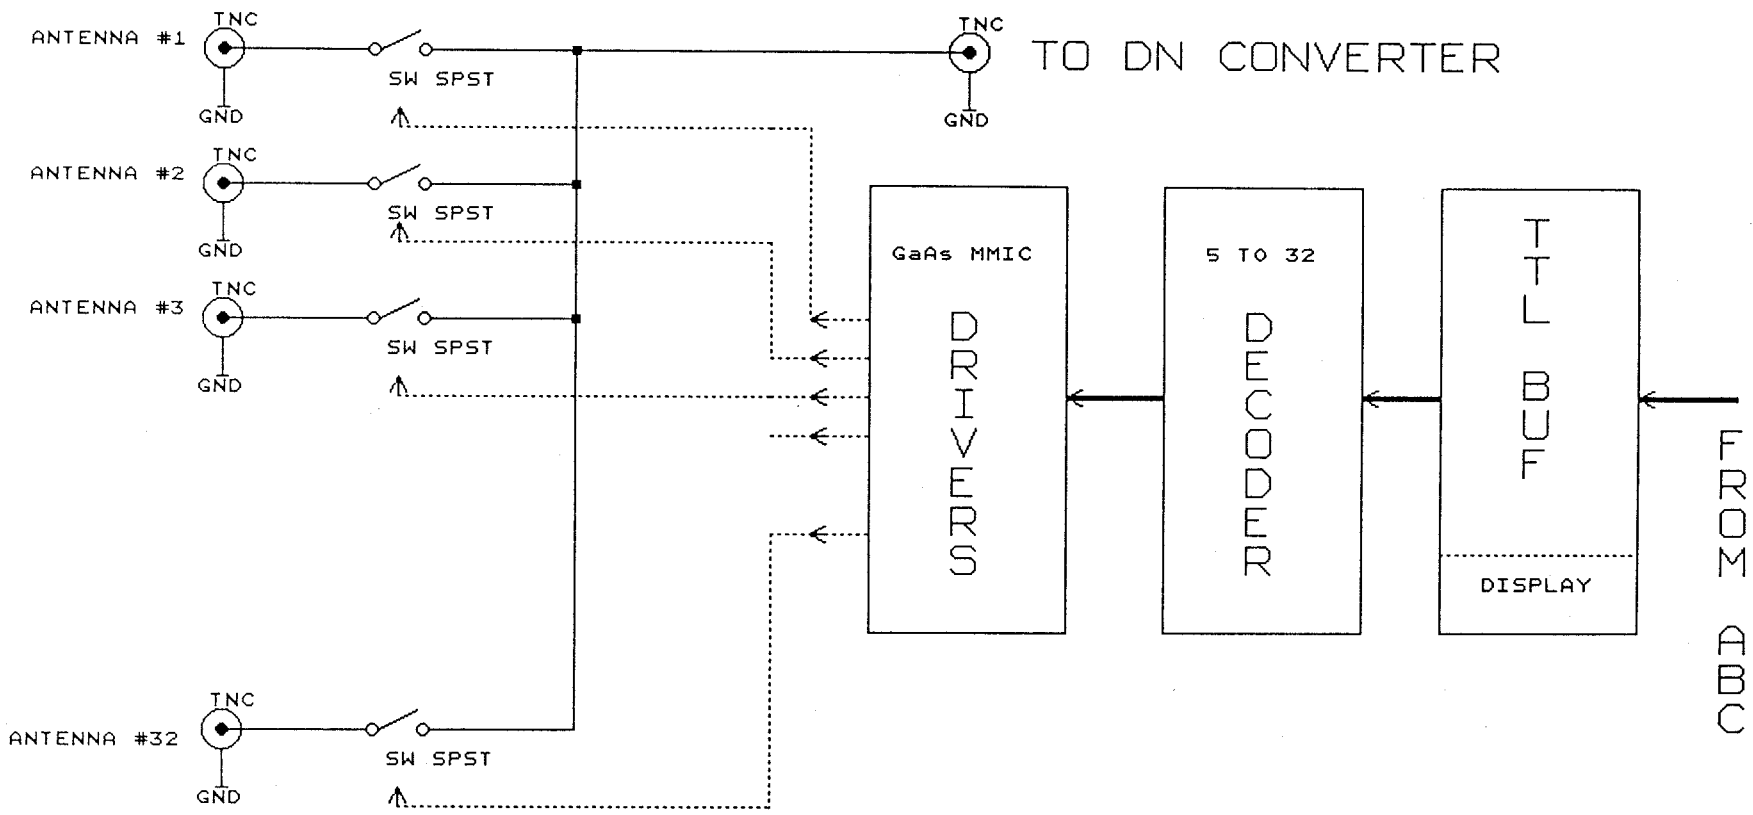 TNC
ANTENNA #1
SW SPST
GND
TNC
TO DN CONVERTER
GND
TNC
ANTENNA #2
SW SPST
GND
TNC
ANTENNA #3
SW SPST
GND
TNC
ANTENNA #32
SW SPST
GND
GaAs MMIC
DRIVERS
5 TO 32
DECODER
TTL BUF
DISPLAY
FROM ABC